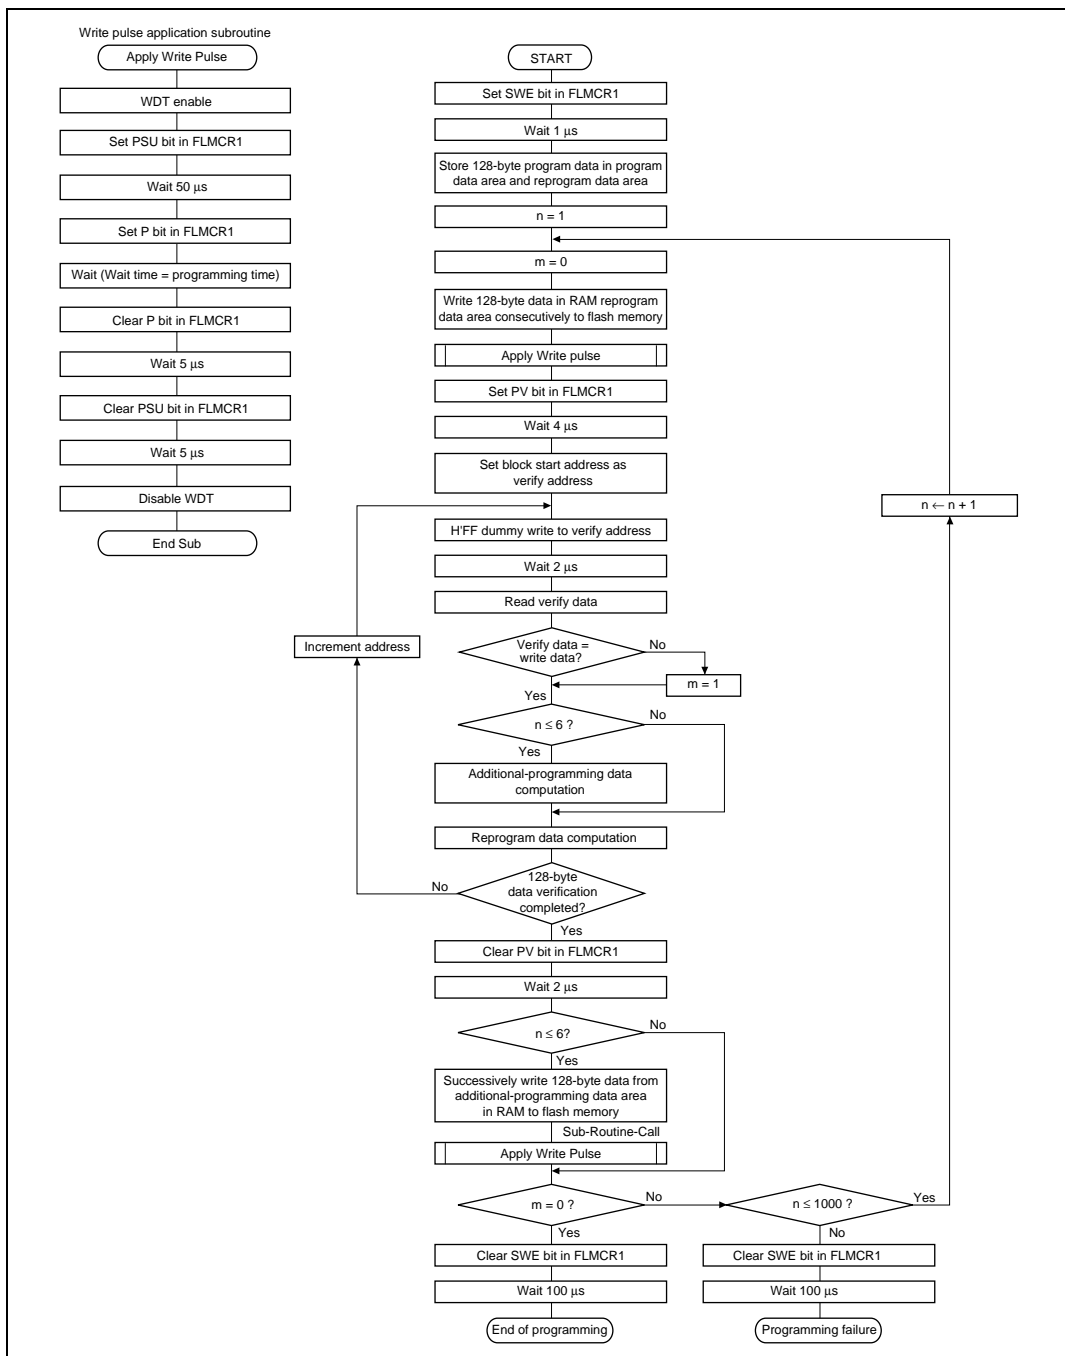 Write pulse application subroutine
Apply Write Pulse
WDT enable
Set PSU bit in FLMCR1
Wait 50 μs
Set P bit in FLMCR1
Wait (Wait time = programming time)
Clear P bit in FLMCR1
Wait 5 μs
Clear PSU bit in FLMCR1
Wait 5 μs
Disable WDT
End Sub
START
Set SWE bit in FLMCR1
Wait 1 μs
Store 128-byte program data in program
data area and reprogram data area
n = 1
m = 0
Write 128-byte data in RAM reprogram
data area consecutively to flash memory
Apply Write pulse
Set PV bit in FLMCR1
Wait 4 μs
Set block start address as
verify address
n ← n + 1
H'FF dummy write to verify address
Wait 2 μs
Read verify data
Increment address
Verify data =
write data?
No
m = 1
Yes
n ≤ 6 ?
No
Yes
Additional-programming data
computation
Reprogram data computation
128-byte
data verification
completed?
No
Yes
Clear PV bit in FLMCR1
Wait 2 μs
n ≤ 6?
No
Yes
Successively write 128-byte data from
additional-programming data area
in RAM to flash memory
Sub-Routine-Call
Apply Write Pulse
m = 0 ?
No
n ≤ 1000 ?
Yes
Yes
No
Clear SWE bit in FLMCR1
Clear SWE bit in FLMCR1
Wait 100 μs
Wait 100 μs
End of programming
Programming failure